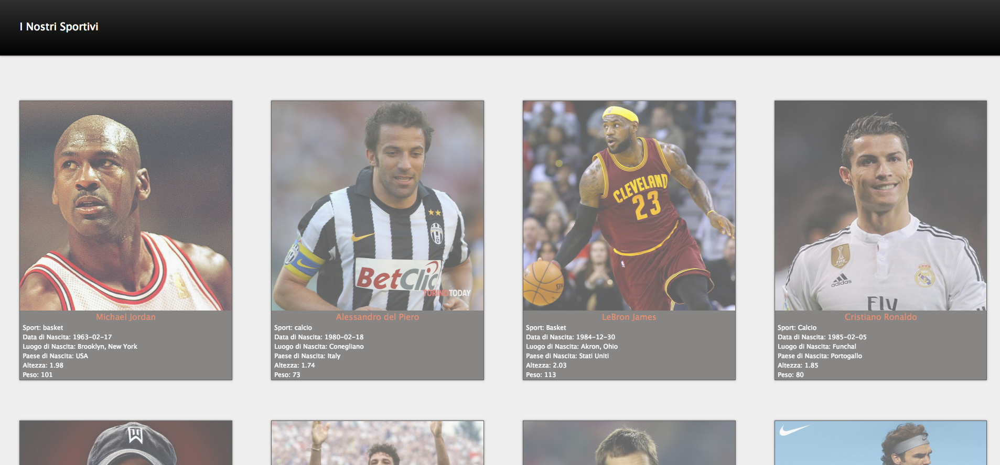 I Nostri Sportivi
CLEVELAND
23
BetClic
TORINOTODAY
FIFA
adidas
Fly
Michael Jordan
Sport: basket
Data di Nascita: 1963-02-17
Luogo di Nascita: Brooklyn, New York
Paese di Nascita: USA
Altezza: 1.98
Peso: 101
Alessandro del Piero
Sport: calcio
Data di Nascita: 1980-02-18
Luogo di Nascita: Conegliano
Paese di Nascita: Italy
Altezza: 1.74
Peso: 73
LeBron James
Sport: Basket
Data di Nascita: 1984-12-30
Luogo di Nascita: Akron, Ohio
Paese di Nascita: Stati Uniti
Altezza: 2.03
Peso: 113
Cristiano Ronaldo
Sport: Calcio
Data di Nascita: 1985-02-05
Luogo di Nascita: Funchal
Paese di Nascita: Portogallo
Altezza: 1.85
Peso: 80